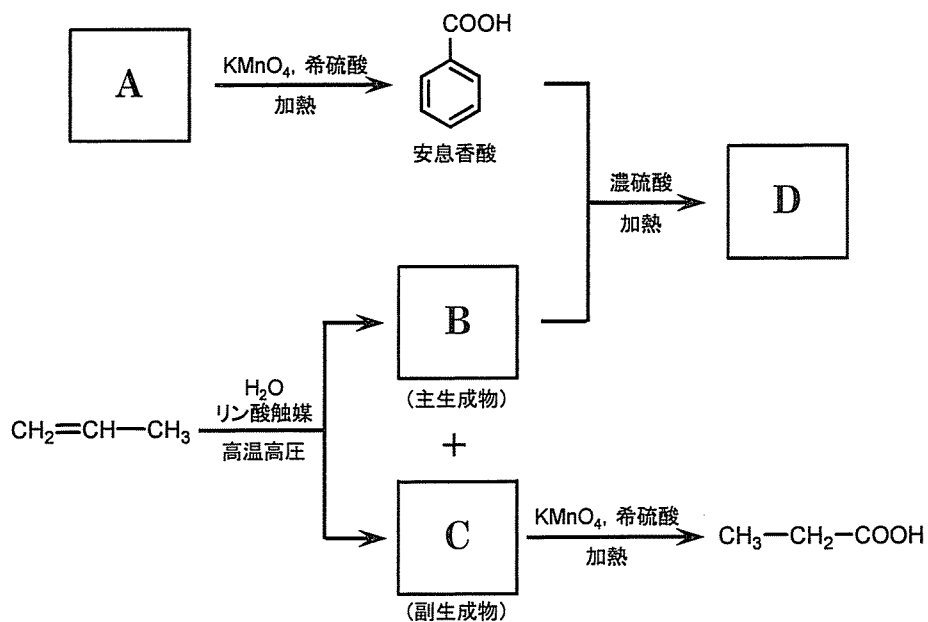 A
KMnO4, 希硫酸
加熱
COOH
安息香酸
濃硫酸
加熱
D
B
(主生成物)
+
CH2=CH—CH3
H2O
リン酸触媒
高温高圧
C
(副生成物)
KMnO4, 希硫酸
加熱
CH3—CH2—COOH